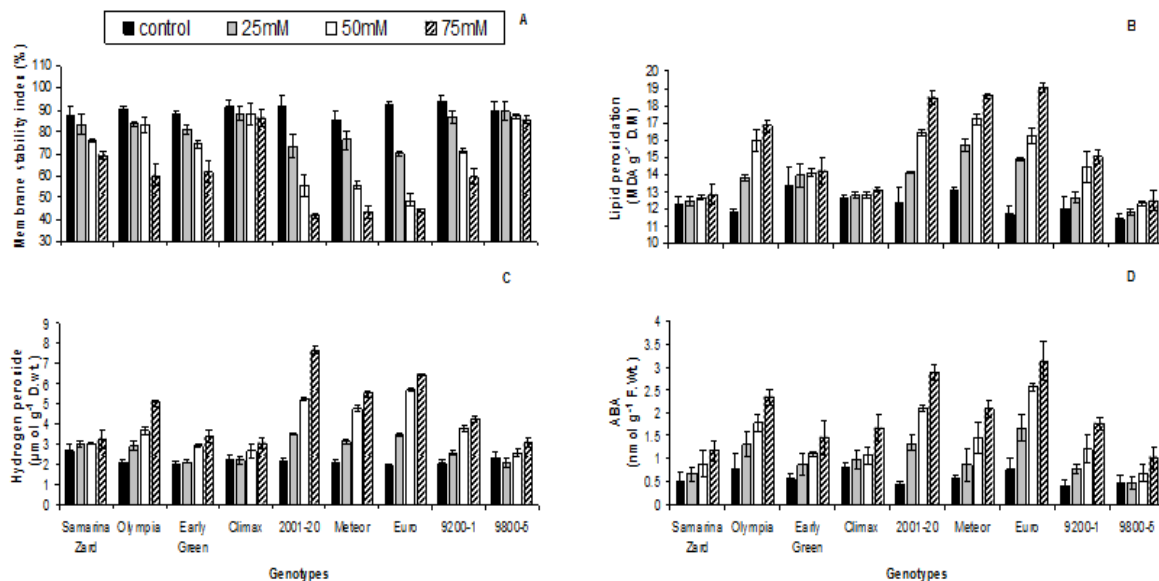 control 25mM 50mM 75mM
A
Membrane stability index (%)
110
100
90
80
70
60
50
40
30
B
Lipid peroxidation
(MDA g⁻¹ D.M)
20
19
18
17
16
15
14
13
12
11
10
C
Hydrogen peroxide
(µmol g⁻¹ D.wt.)
9
8
7
6
5
4
3
2
1
0
Samarina Zard Olympia Early Green Climax 2001-20 Meteor Euro 9200-1 9800-5
Genotypes
D
ABA
(nmol g⁻¹ F.Wt.)
4
3.5
3
2.5
2
1.5
1
0.5
0
Samarina Zard Olympia Early Green Climax 2001-20 Meteor Euro 9200-1 9800-5
Genotypes